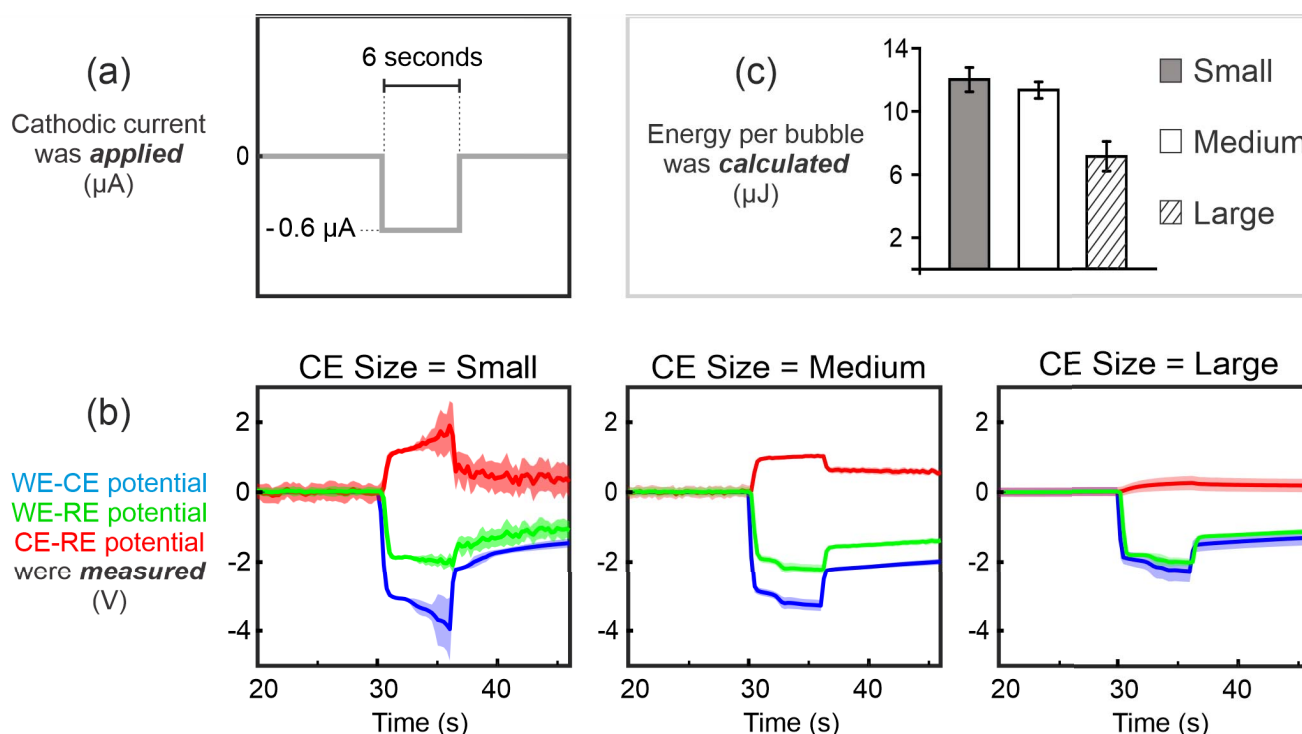 (a)
Cathodic current
was applied
(µA)
6 seconds
0
-0.6 µA
(c)
Energy per bubble
was calculated
(µJ)
14
10
6
2
Small
Medium
Large
(b)
WE-CE potential
WE-RE potential
CE-RE potential
were measured
(V)
CE Size = Small
2
0
-2
-4
20
30
40
Time (s)
CE Size = Medium
2
0
-2
-4
20
30
40
Time (s)
CE Size = Large
2
0
-2
-4
20
30
40
Time (s)